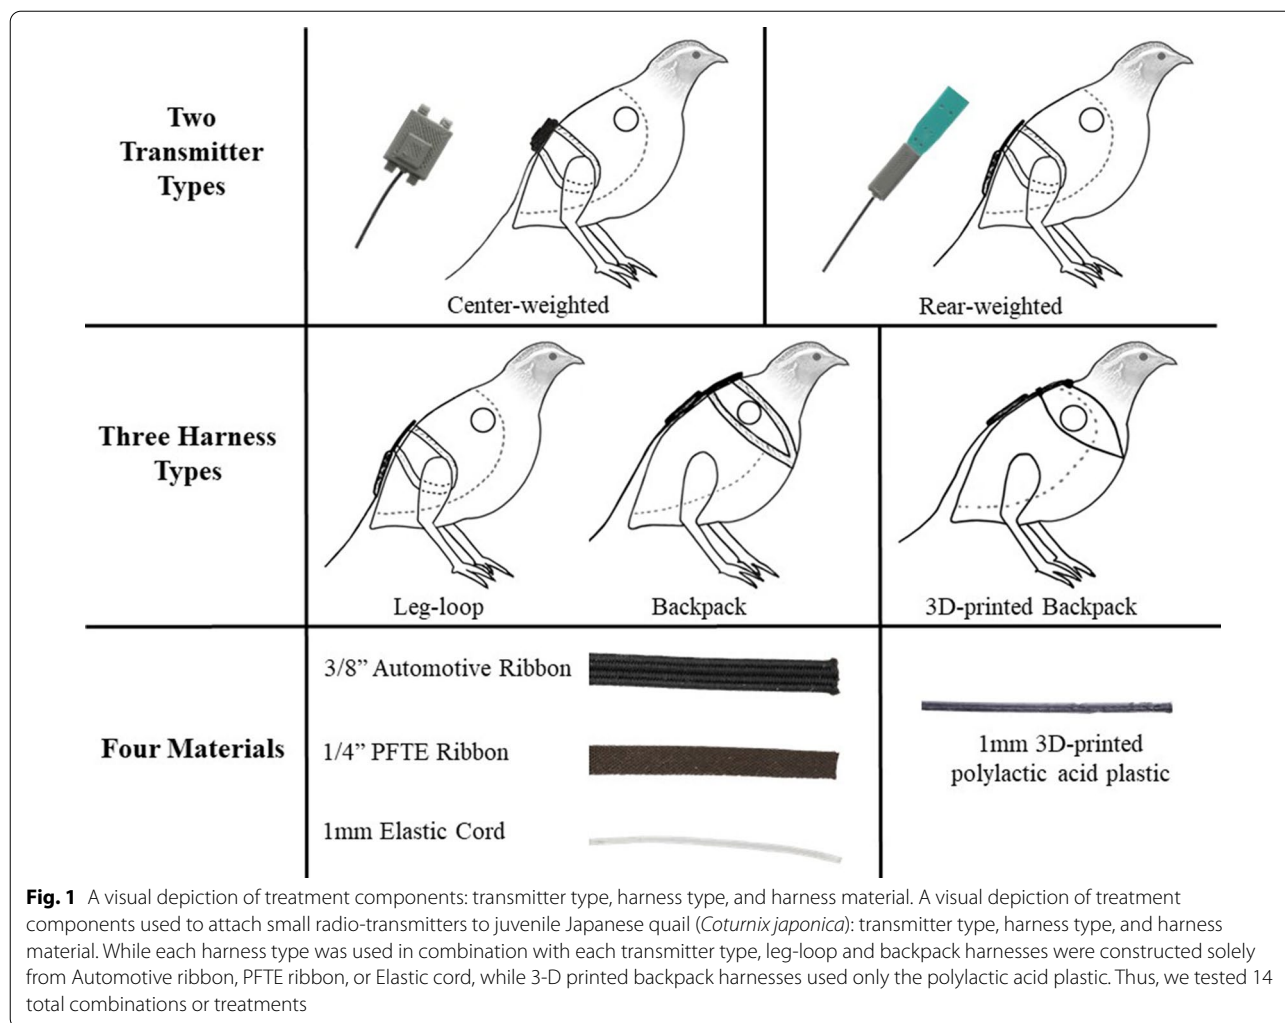 Two
Transmitter
Types
Center-weighted
Rear-weighted
Three Harness
Types
Leg-loop
Backpack
3D-printed Backpack
Four Materials
3/8” Automotive Ribbon
1/4” PFTE Ribbon
1mm Elastic Cord
1mm 3D-printed
polylactic acid plastic
Fig. 1 A visual depiction of treatment components: transmitter type, harness type, and harness material. A visual depiction of treatment
components used to attach small radio-transmitters to juvenile Japanese quail (Coturnix japonica): transmitter type, harness type, and harness
material. While each harness type was used in combination with each transmitter type, leg-loop and backpack harnesses were constructed solely
from Automotive ribbon, PFTE ribbon, or Elastic cord, while 3-D printed backpack harnesses used only the polylactic acid plastic. Thus, we tested 14
total combinations or treatments